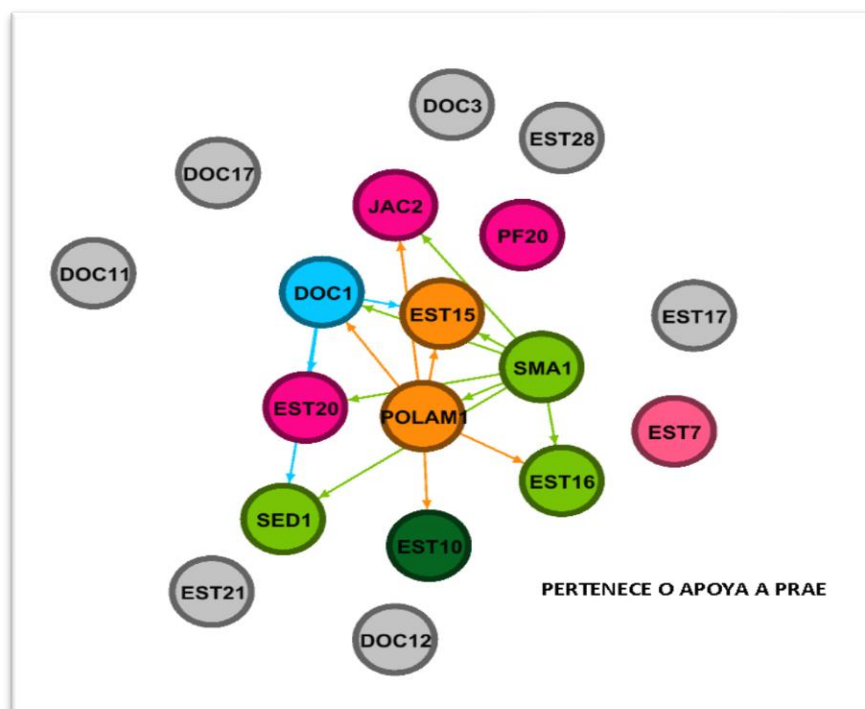 DOC3
EST28
DOC17
JAC2
PF20
DOC11
DOC1
EST15
EST17
SMA1
EST20
POLAM1
EST7
EST16
SED1
EST10
EST21
PERTENECE O APOYA A PRAE
DOC12